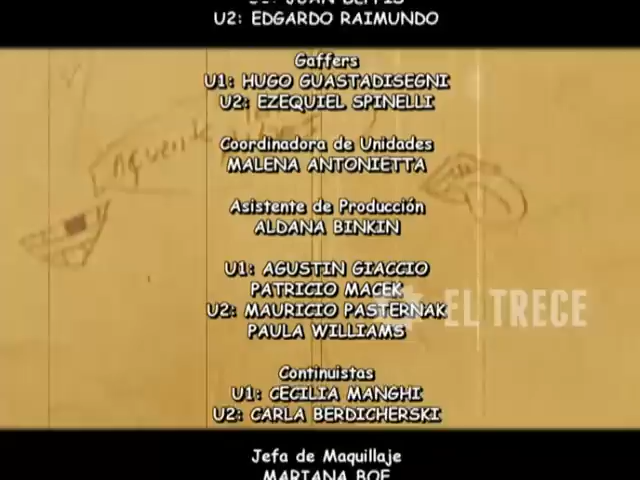 U2: EDGARDO RAIMUNDO
Gaffers
U1: HUGO GUASTADISEGNI
U2: EZEQUIEL SPINELLI
Coordinadora de Unidades
MALENA ANTONIETTA
Asistente de Producción
ALDANA BINKIN
U1: AGUSTIN GIACCIO
PATRICIO MACEK
U2: MAURICIO PASTERNAK
PAULA WILLIAMS
EL TRECE
Continuistas
U1: CECILIA MANGHI
U2: CARLA BERDICHERSKI
Jefa de Maquillaje
MARIANA BOE